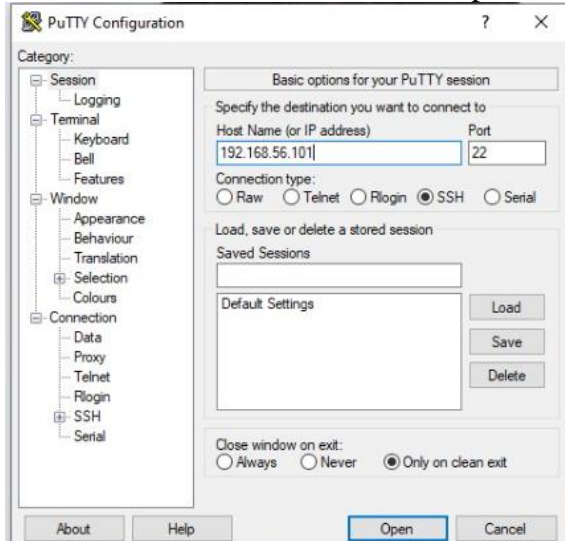 PuTTY Configuration
?
Category:
Session
Logging
Terminal
Keyboard
Bell
Features
Window
Appearance
Behaviour
Translation
Selection
Colours
Connection
Data
Proxy
Telnet
Rlogin
SSH
Serial
Basic options for your PuTTY session
Specify the destination you want to connect to
Host Name (or IP address) Port
192.168.56.101 22
Connection type:
Raw Telnet Rlogin SSH Serial
Load, save or delete a stored session
Saved Sessions
Default Settings
Load
Save
Delete
Close window on exit:
Always Never Only on clean exit
About Help Open Cancel